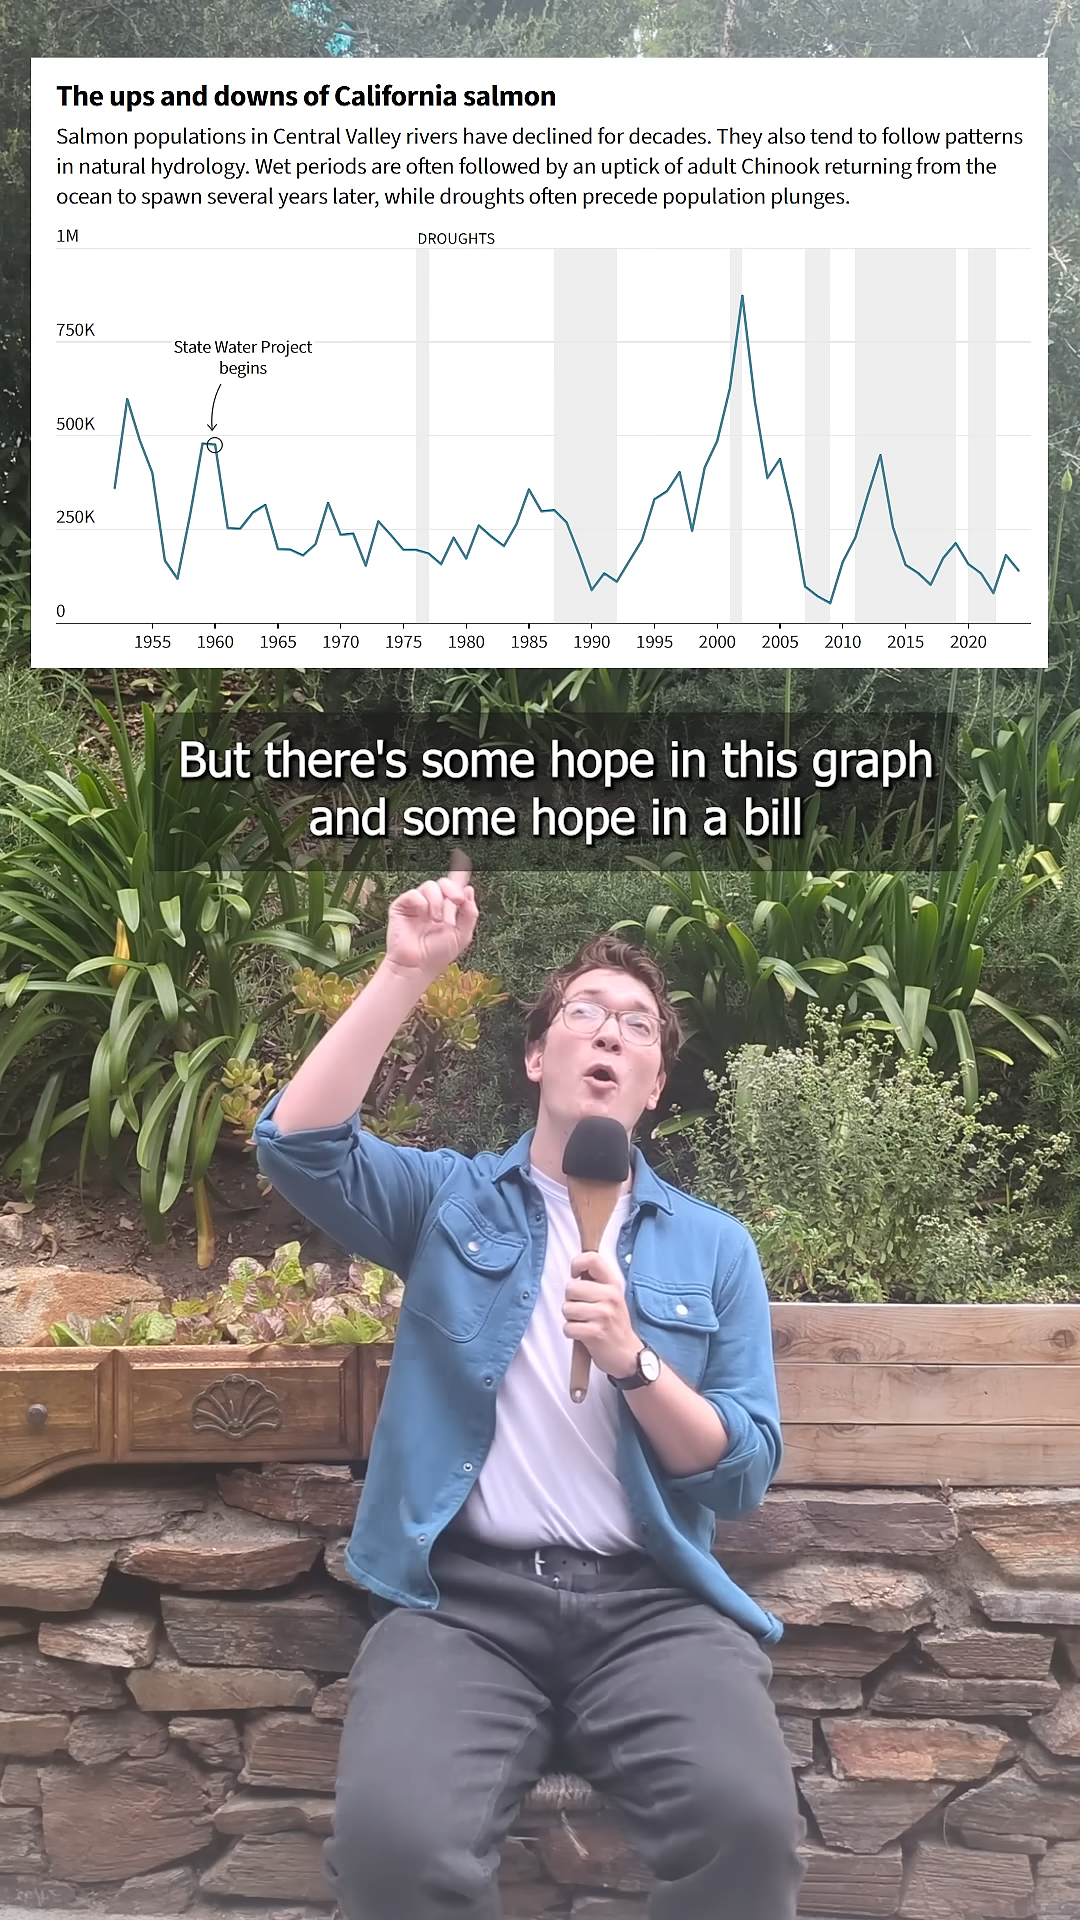 The ups and downs of California salmon
Salmon populations in Central Valley rivers have declined for decades. They also tend to follow patterns
in natural hydrology. Wet periods are often followed by an uptick of adult Chinook returning from the
ocean to spawn several years later, while droughts often precede population plunges.
1M
DROUGHTS
750K
State Water Project
begins
500K
250K
0
1955 1960 1965 1970 1975 1980 1985 1990 1995 2000 2005 2010 2015 2020
But there's some hope in this graph
and some hope in a bill